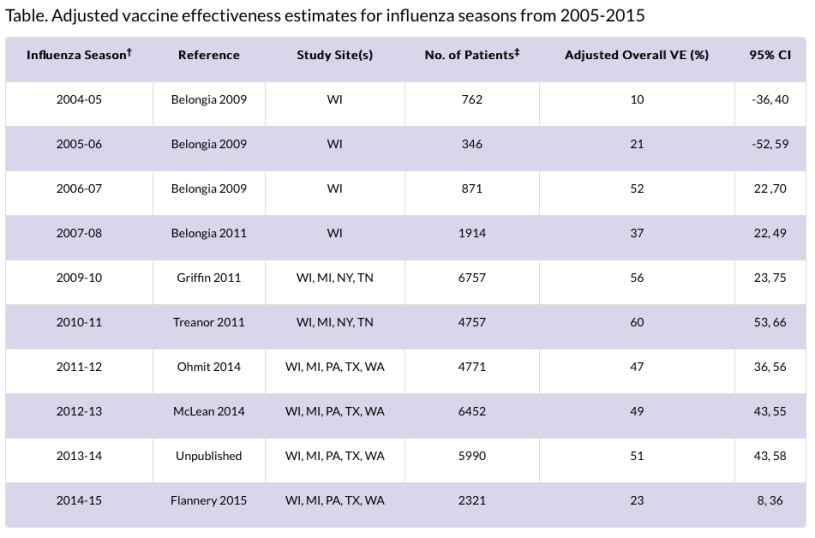 Table. Adjusted vaccine effectiveness estimates for influenza seasons from 2005-2015
Influenza Season† Reference Study Site(s) No. of Patients‡ Adjusted Overall VE (%) 95% CI
2004-05 Belongia 2009 WI 762 10 -36, 40
2005-06 Belongia 2009 WI 346 21 -52, 59
2006-07 Belongia 2009 WI 871 52 22,70
2007-08 Belongia 2011 WI 1914 37 22, 49
2009-10 Griffin 2011 WI, MI, NY, TN 6757 56 23, 75
2010-11 Treanor 2011 WI, MI, NY, TN 4757 60 53, 66
2011-12 Ohmit 2014 WI, MI, PA, TX, WA 4771 47 36, 56
2012-13 McLean 2014 WI, MI, PA, TX, WA 6452 49 43, 55
2013-14 Unpublished WI, MI, PA, TX, WA 5990 51 43, 58
2014-15 Flannery 2015 WI, MI, PA, TX, WA 2321 23 8, 36